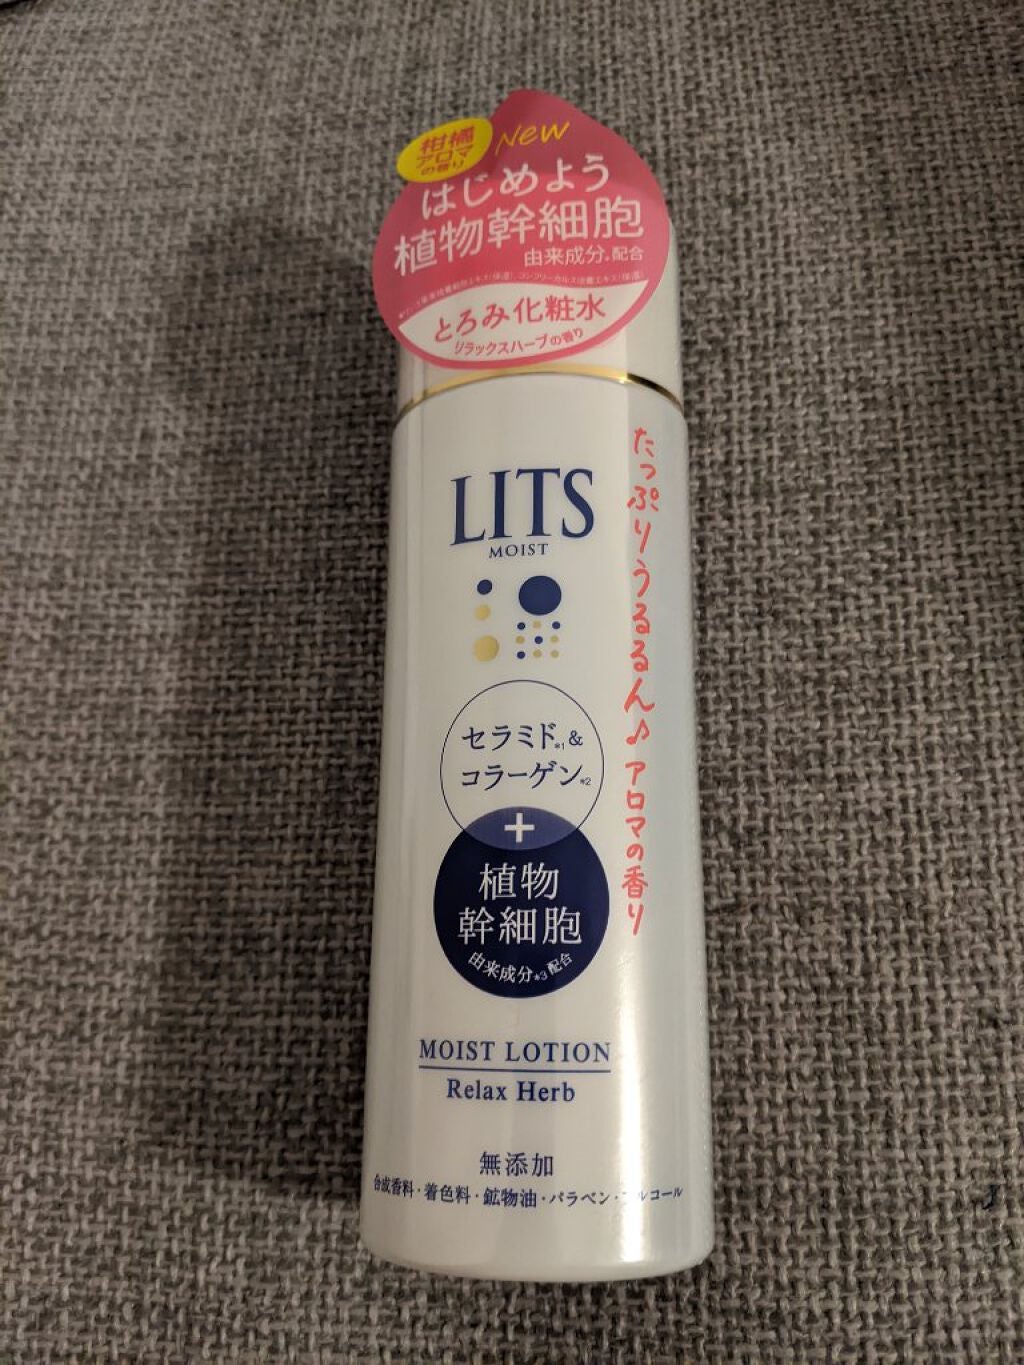 柑橘
アロマ
の香り
New
はじめよう
植物幹細胞
由来成分*配合
とろみ化粧水
リラックスハーブの香り
LITS
MOIST
セラミド*1&
コラーゲン*2
+
植物
幹細胞
由来成分*3配合
たっぷりうるるん♪アロマの香り
MOIST LOTION
Relax Herb
無添加
合成香料・着色料・鉱物油・パラベン・アルコール